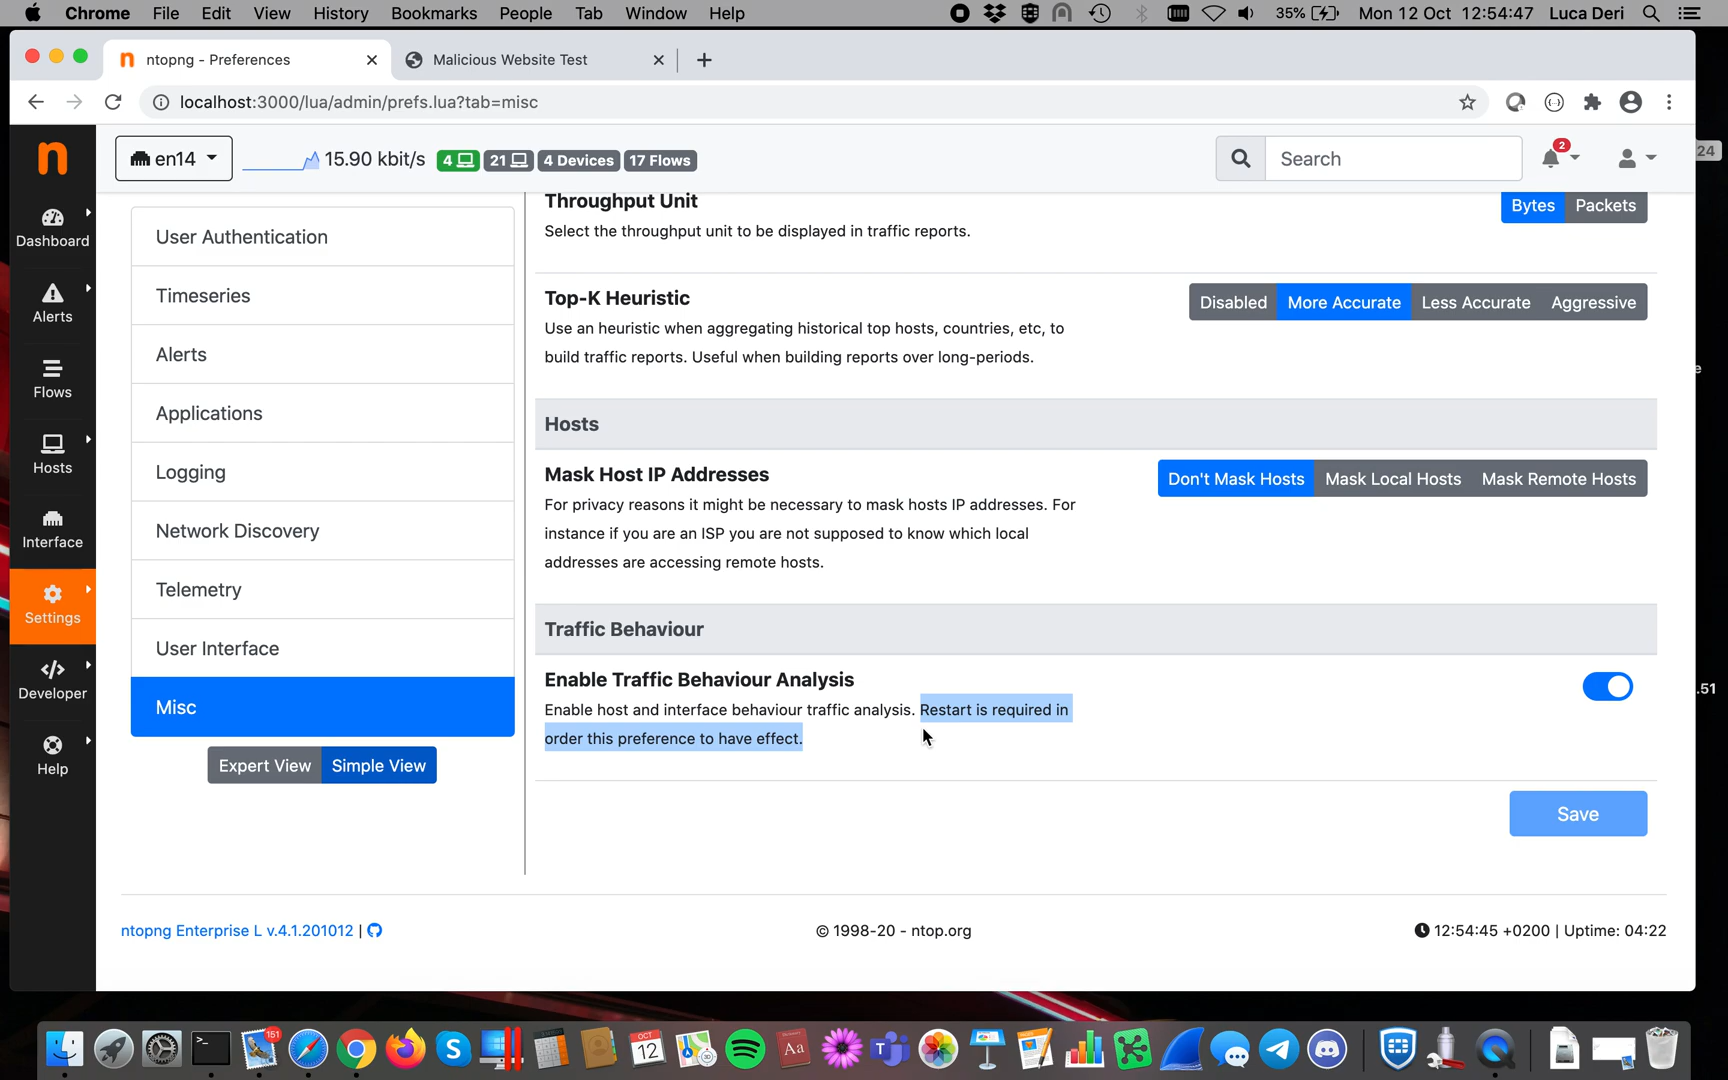 Chrome File Edit View History Bookmarks People Tab Window Help 35% Mon 12 Oct 12:54:47 Luca Deri
ntopng - Preferences Malicious Website Test
localhost:3000/lua/admin/prefs.lua?tab=misc
en14 15.90 kbit/s 4 21 4 Devices 17 Flows Search 2
24
Dashboard
Alerts
Flows
Hosts
Interface
Settings
Developer
Help
User Authentication
Timeseries
Alerts
Applications
Logging
Network Discovery
Telemetry
User Interface
Misc
Expert View Simple View
Throughput Unit Bytes Packets
Select the throughput unit to be displayed in traffic reports.
Top-K Heuristic Disabled More Accurate Less Accurate Aggressive
Use an heuristic when aggregating historical top hosts, countries, etc, to
build traffic reports. Useful when building reports over long-periods.
Hosts
Mask Host IP Addresses Don't Mask Hosts Mask Local Hosts Mask Remote Hosts
For privacy reasons it might be necessary to mask hosts IP addresses. For
instance if you are an ISP you are not supposed to know which local
addresses are accessing remote hosts.
Traffic Behaviour
Enable Traffic Behaviour Analysis
Enable host and interface behaviour traffic analysis. Restart is required in
order this preference to have effect.
Save
e
.51
ntopng Enterprise L v.4.1.201012 | © 1998-20 - ntop.org 12:54:45 +0200 | Uptime: 04:22
151
OCT
12
3D
Aa